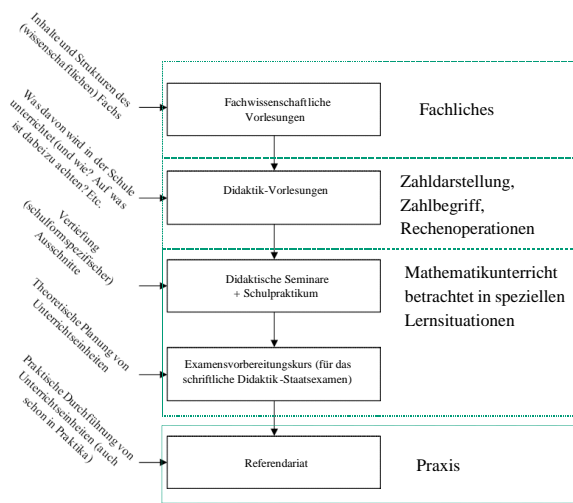 Inhalte und Strukturen des
(wissenschaftlichen) Fachs
Fachwissenschaftliche
Vorlesungen
Fachliches
Was davon wird in der Schule
unterrichtet (und wie? Auf was
ist dabei zu achten? Etc.
Didaktik-Vorlesungen
Zahldarstellung,
Zahlbegriff,
Rechenoperationen
Vertiefung
(schulformspezifischer)
Ausschnitte
Didaktische Seminare
+ Schulpraktikum
Mathematikunterricht
betrachtet in speziellen
Lernsituationen
Theoretische Planung von
Unterrichtseinheiten
Examensvorbereitungskurs (für das
schriftliche Didaktik-Staatsexamen)
Praktische Durchführung von
Unterrichtseinheiten (auch
schon in Praktika)
Referendariat
Praxis